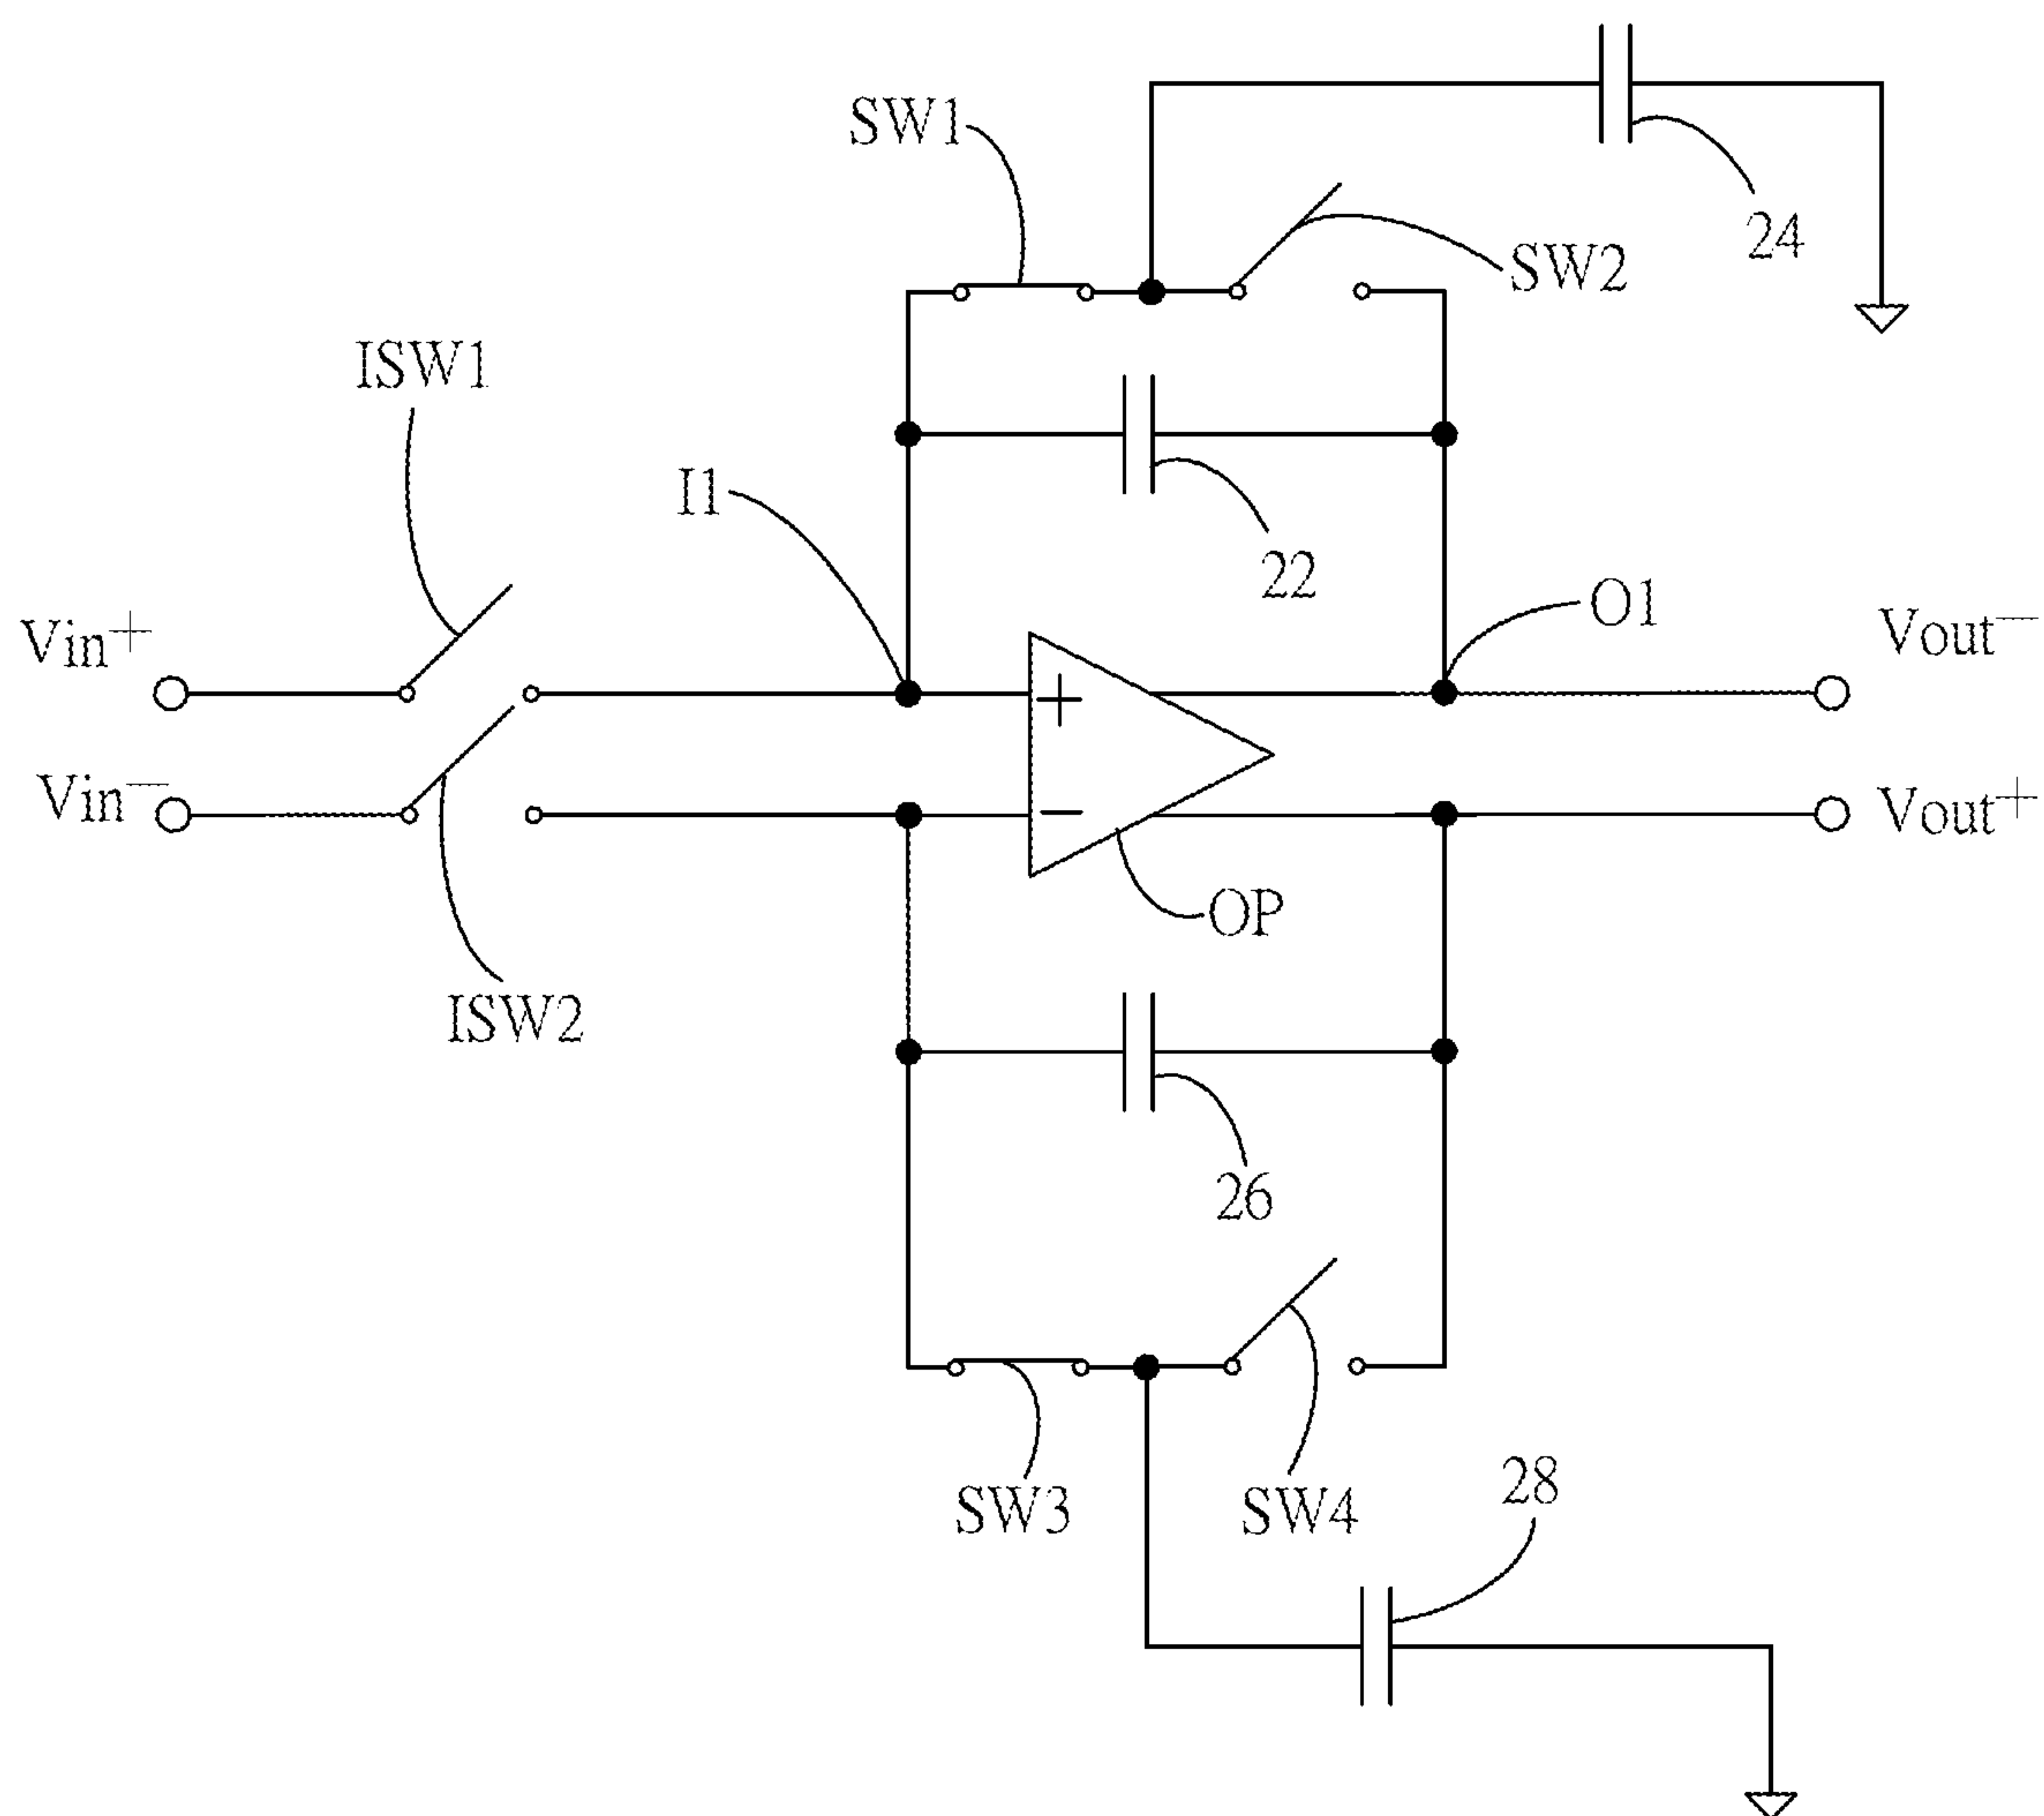 SW1
24
SW2
ISW1
I1
22
O1
Vin+
Vout−
+
Vin−
Vout+
−
OP
ISW2
26
28
SW3
SW4